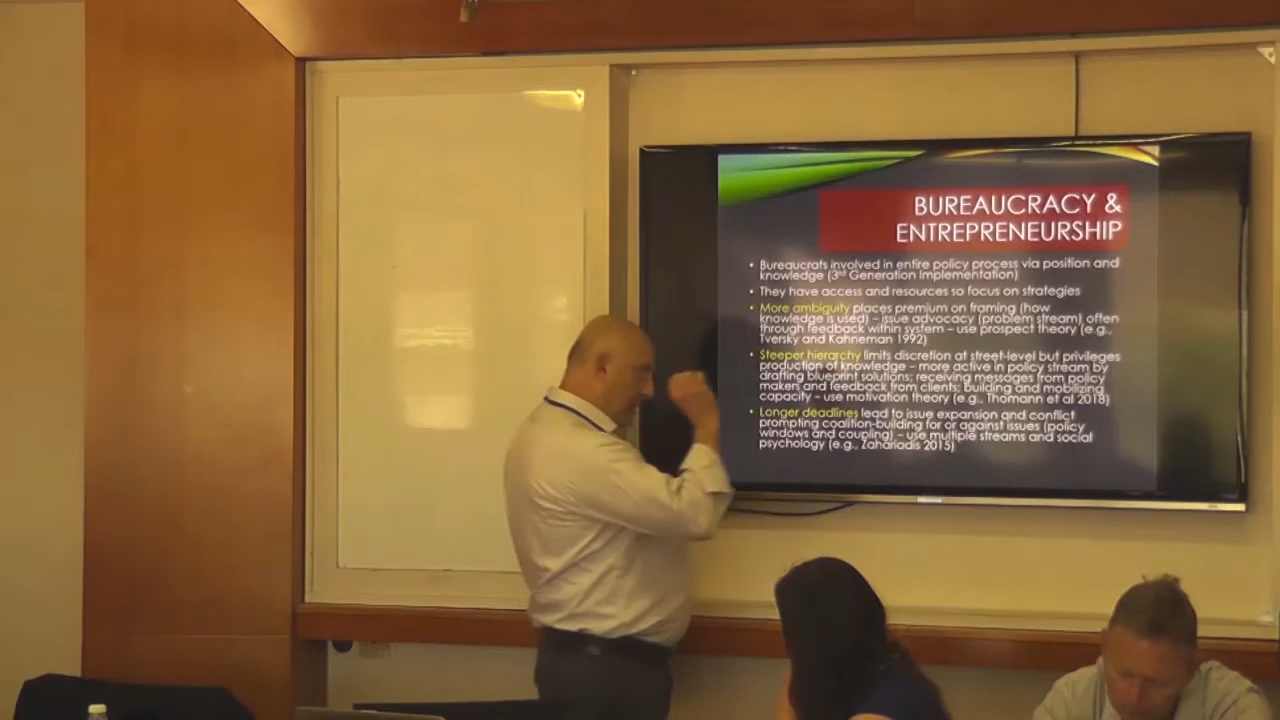 BUREAUCRACY &
ENTREPRENEURSHIP
• Bureaucrats involved in entire policy process via position and
knowledge (3rd Generation Implementation)
• They have access and resources so focus on strategies
• More ambiguity places premium on framing (how
knowledge is used) – issue advocacy (problem stream) often
through feedback within system – use prospect theory (e.g.,
Tversky and Kahneman 1992)
• Steeper hierarchy limits discretion at street-level but privileges
production of knowledge – more active in policy stream by
drafting blueprint solutions; receiving messages from policy
makers and feedback from clients; building and mobilizing
capacity – use motivation theory (e.g., Thomann et al 2018)
• Longer deadlines lead to issue expansion and conflict
prompting coalition-building for or against issues (policy
windows and coupling) – use multiple streams and social
psychology (e.g., Zahariadis 2015)